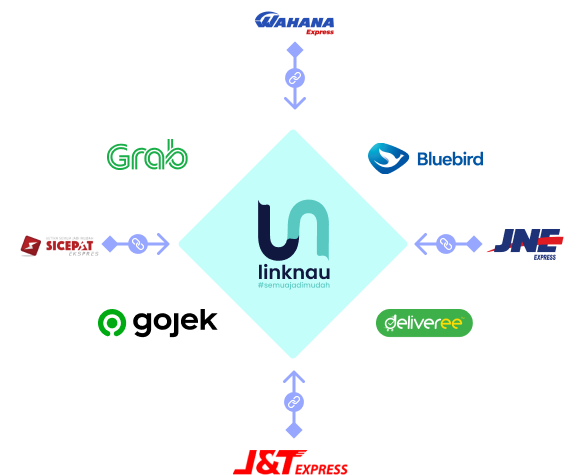 WAHANA
Express
Grab
Bluebird
SICEPAT
EKSPRES
JNE
EXPRESS
linknau
#semuajadimudah
gojek
deliveree
J&T EXPRESS